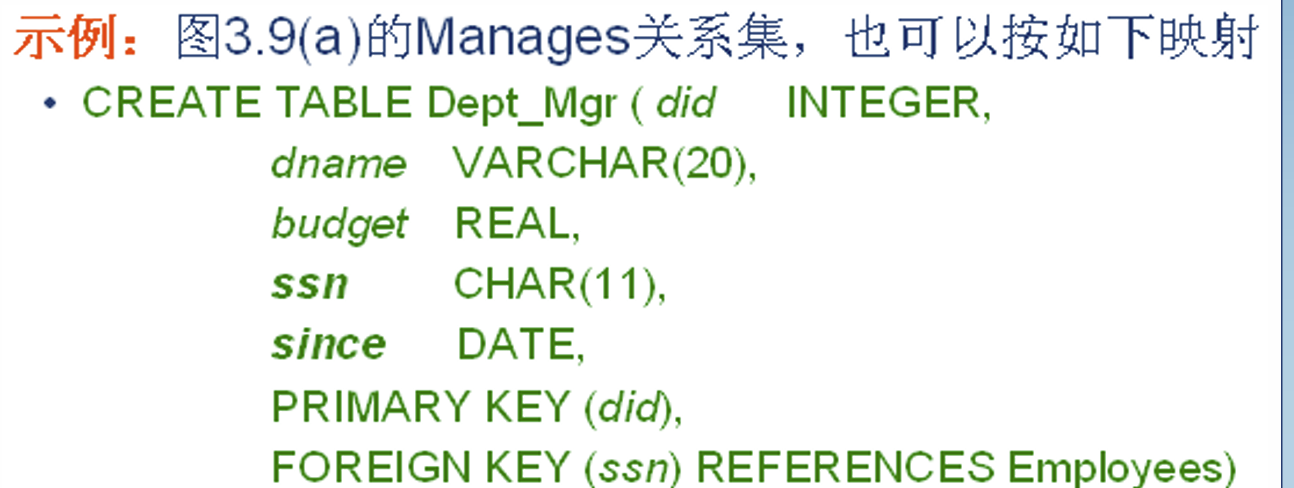 示例：图3.9(a)的Manages关系集，也可以按如下映射
• CREATE TABLE Dept_Mgr ( did INTEGER,
dname VARCHAR(20),
budget REAL,
ssn CHAR(11),
since DATE,
PRIMARY KEY (did),
FOREIGN KEY (ssn) REFERENCES Employees)